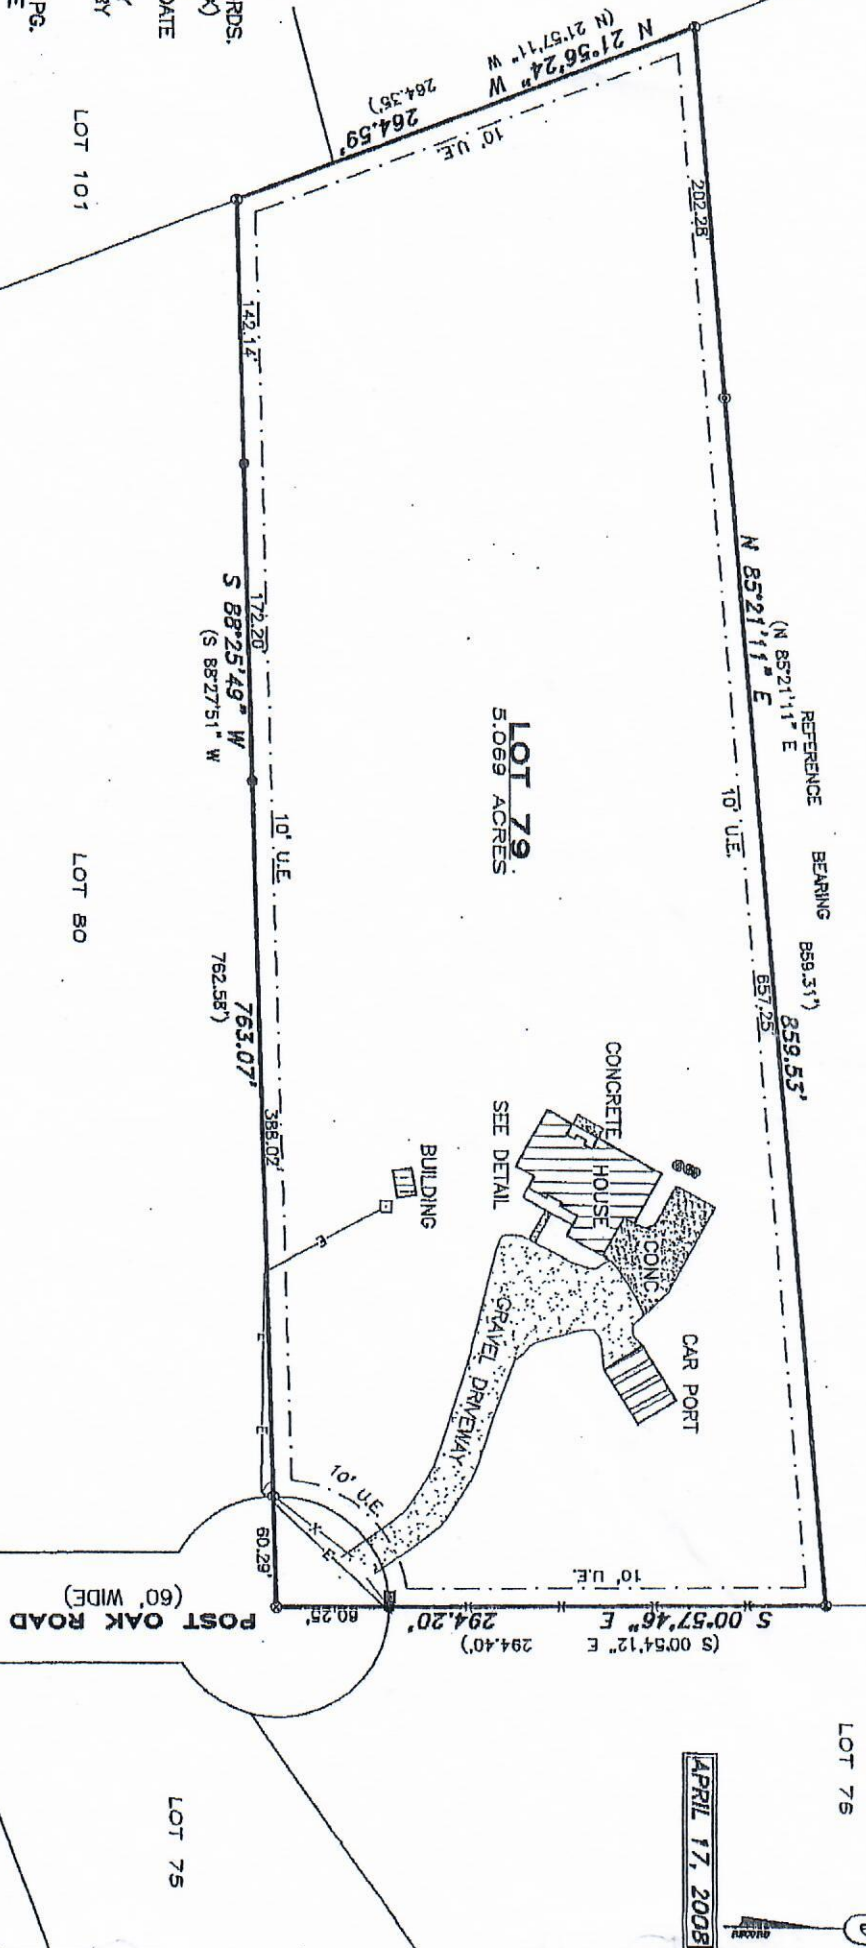 RDS.
K)
DATE
RY
Y
PG.
E
LOT 101
N 21°56'24" W
(N 21°57'11" W
264.59'
264.35')
10' U.E.
202.28'
REFERENCE BEARING
(N 85°21'11" E
859.31')
N 85°21'11" E
859.53'
10' U.E.
657.25'
LOT 79
5.069 ACRES
CONCRETE
HOUSE
SEE DETAIL
CONC.
CAR PORT
GRAVEL DRIVEWAY
BUILDING
E
E
E
X
E
142.14'
172.20'
388.02'
60.29'
10' U.E.
S 88°25'49" W
763.07'
(S 88°27'51" W
762.58')
LOT 80
10' U.E.
10' U.E.
S 00°57'46" E
294.20'
60.25'
(S 00°54'12" E
294.40')
POST OAK ROAD
(60' WIDE)
LOT 76
LOT 75
APRIL 17, 2008